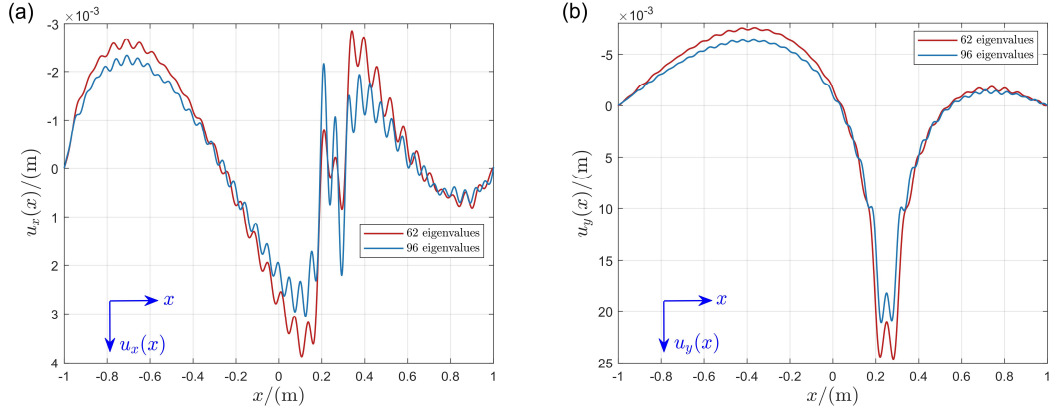 (a)
×10⁻³
-3
-2
-1
0
1
2
3
4
-1
-0.8
-0.6
-0.4
-0.2
0
0.2
0.4
0.6
0.8
1
u_x(x)/(m)
x/(m)
62 eigenvalues
96 eigenvalues
x
u_x(x)
(b)
×10⁻³
-5
0
5
10
15
20
25
-1
-0.8
-0.6
-0.4
-0.2
0
0.2
0.4
0.6
0.8
1
u_y(x)/(m)
x/(m)
62 eigenvalues
96 eigenvalues
x
u_y(x)